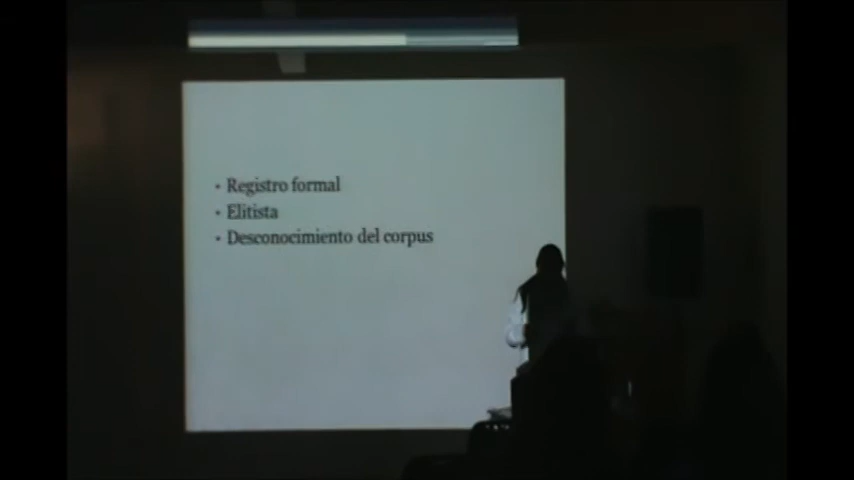 • Registro formal
• Elitista
• Desconocimiento del corpus